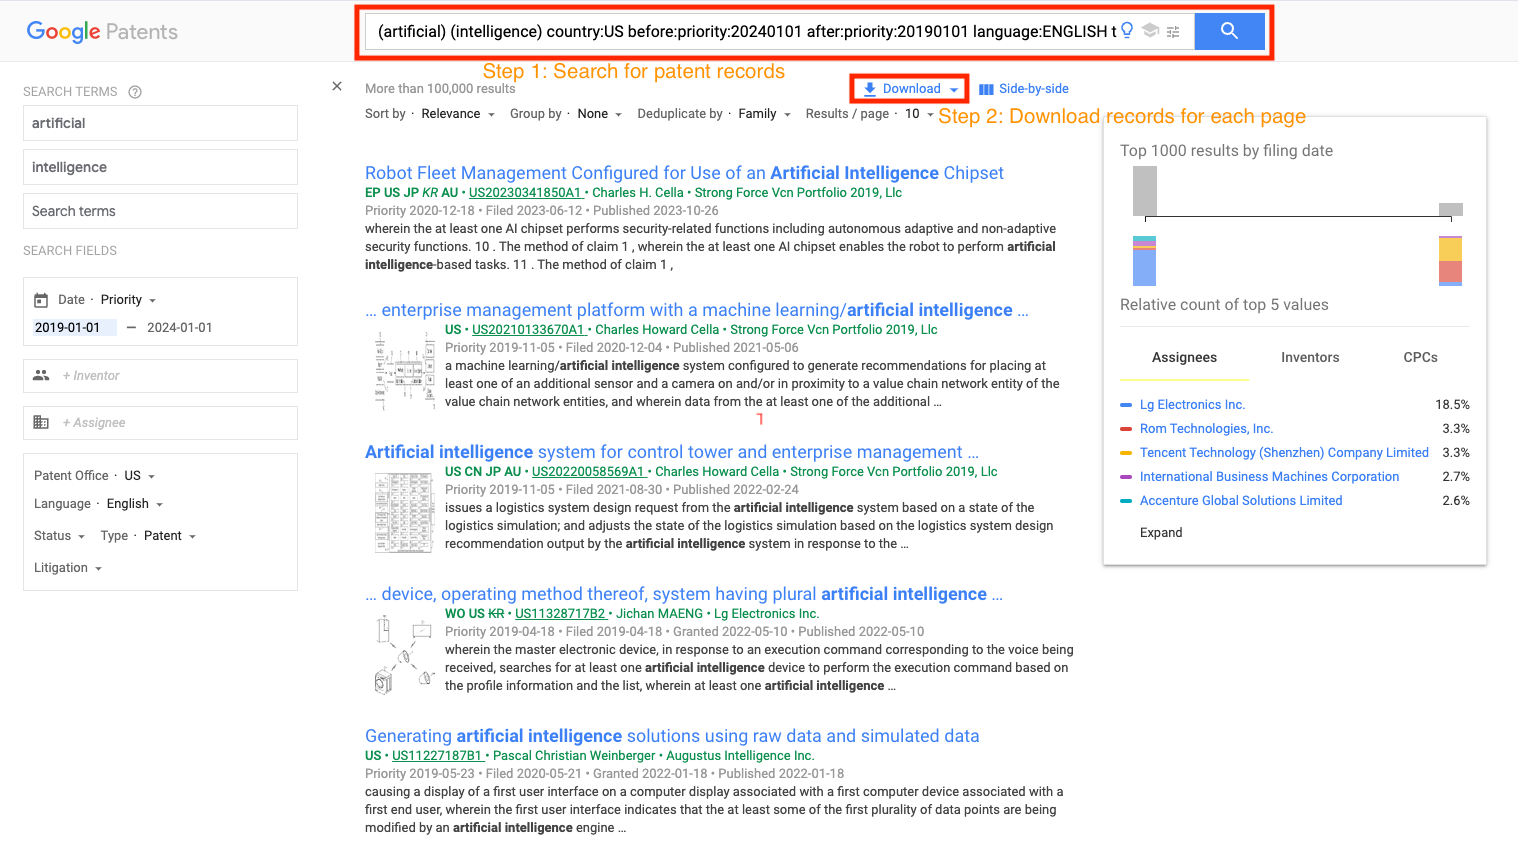 Google Patents
(artificial) (intelligence) country:US before:priority:20240101 after:priority:20190101 language:ENGLISH t
Step 1: Search for patent records
SEARCH TERMS
artificial
intelligence
Search terms
SEARCH FIELDS
Date · Priority
2019-01-01 — 2024-01-01
+ Inventor
+ Assignee
Patent Office · US
Language · English
Status Type · Patent
Litigation
More than 100,000 results
Download Side-by-side
Sort by · Relevance Group by · None Deduplicate by · Family Results / page · 10
Step 2: Download records for each page
Robot Fleet Management Configured for Use of an Artificial Intelligence Chipset
EP US JP KR AU • US20230341850A1 • Charles H. Cella • Strong Force Vcn Portfolio 2019, Llc
Priority 2020-12-18 • Filed 2023-06-12 • Published 2023-10-26
wherein the at least one AI chipset performs security-related functions including autonomous adaptive and non-adaptive
security functions. 10 . The method of claim 1 , wherein the at least one AI chipset enables the robot to perform artificial
intelligence-based tasks. 11 . The method of claim 1 ,
… enterprise management platform with a machine learning/artificial intelligence …
US • US20210133670A1 • Charles Howard Cella • Strong Force Vcn Portfolio 2019, Llc
Priority 2019-11-05 • Filed 2020-12-04 • Published 2021-05-06
a machine learning/artificial intelligence system configured to generate recommendations for placing at
least one of an additional sensor and a camera on and/or in proximity to a value chain network entity of the
value chain network entities, and wherein data from the at least one of the additional …
Artificial intelligence system for control tower and enterprise management …
US CN JP AU • US20220058569A1 • Charles Howard Cella • Strong Force Vcn Portfolio 2019, Llc
Priority 2019-11-05 • Filed 2021-08-30 • Published 2022-02-24
issues a logistics system design request from the artificial intelligence system based on a state of the
logistics simulation; and adjusts the state of the logistics simulation based on the logistics system design
recommendation output by the artificial intelligence system in response to the …
… device, operating method thereof, system having plural artificial intelligence …
WO US KR • US11328717B2 • Jichan MAENG • Lg Electronics Inc.
Priority 2019-04-18 • Filed 2019-04-18 • Granted 2022-05-10 • Published 2022-05-10
wherein the master electronic device, in response to an execution command corresponding to the voice being
received, searches for at least one artificial intelligence device to perform the execution command based on
the profile information and the list, wherein at least one artificial intelligence …
Generating artificial intelligence solutions using raw data and simulated data
US • US11227187B1 • Pascal Christian Weinberger • Augustus Intelligence Inc.
Priority 2019-05-23 • Filed 2020-05-21 • Granted 2022-01-18 • Published 2022-01-18
causing a display of a first user interface on a computer display associated with a first computer device associated with a
first end user, wherein the first user interface indicates that the at least some of the first plurality of data points are being
modified by an artificial intelligence engine …
Top 1000 results by filing date
Relative count of top 5 values
Assignees Inventors CPCs
Lg Electronics Inc. 18.5%
Rom Technologies, Inc. 3.3%
Tencent Technology (Shenzhen) Company Limited 3.3%
International Business Machines Corporation 2.7%
Accenture Global Solutions Limited 2.6%
Expand